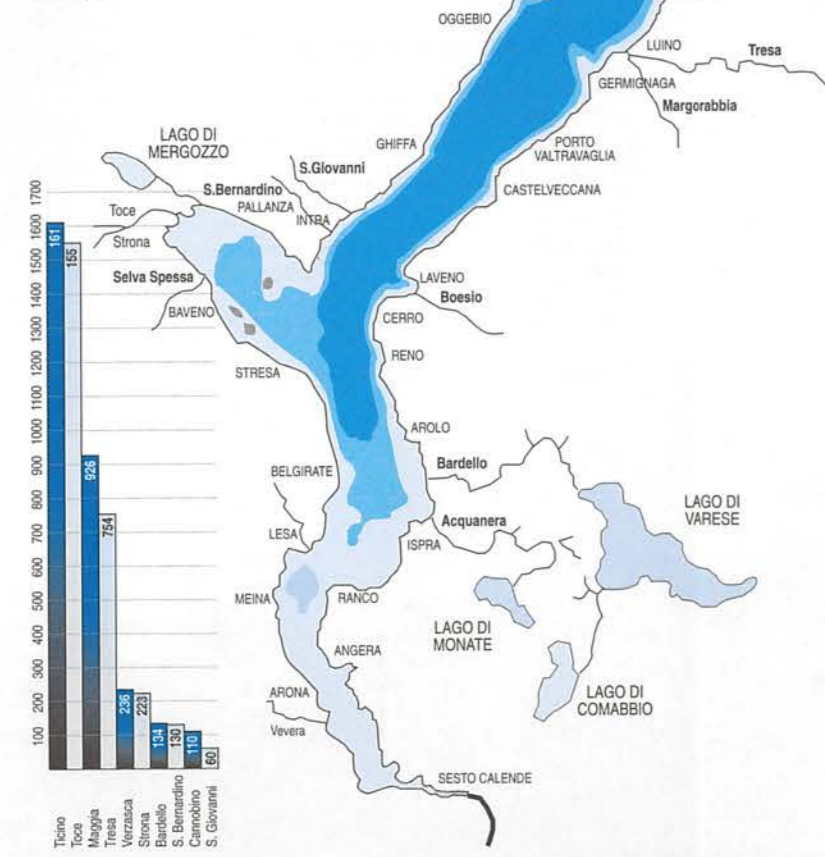 OGGEBIO
LUINO
Tresa
GERMIGNAGA
Margorabbia
LAGO DI
MERGOZZO
GHIFFA
PORTO
VALTRAVAGLIA
S.Giovanni
S.Bernardino
CASTELVECCANA
PALLANZA
Toce
INTRA
Strona
Selva Spessa
LAVENO
Boesio
BAVENO
CERRO
RENO
STRESA
AROLO
BELGIRATE
Bardello
LAGO DI
VARESE
Acquanera
LESA
ISPRA
MEINA
RANCO
LAGO DI
MONATE
ANGERA
ARONA
LAGO DI
COMABBIO
Vevera
SESTO CALENDE
1700
1600
1500
1400
1300
1200
1100
1000
900
800
700
600
500
400
300
200
100
161
155
926
754
236
223
134
130
110
60
Ticino
Toce
Maggia
Tresa
Verzasca
Strona
Bardello
S. Bernardino
Cannobino
S. Giovanni